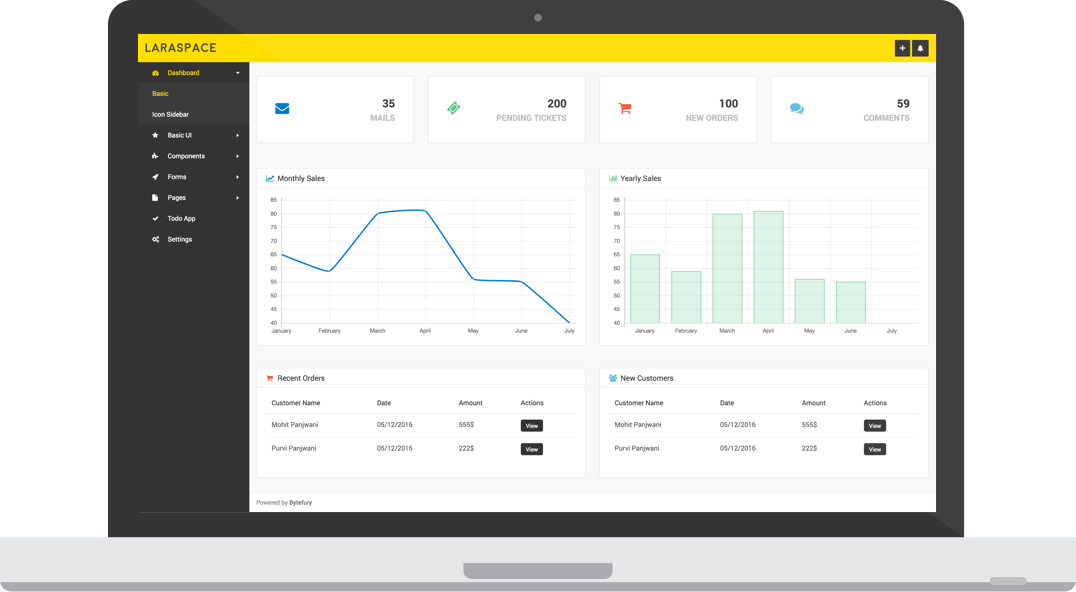 LARASPACE
Dashboard
Basic
Icon Sidebar
Basic UI
Components
Forms
Pages
Todo App
Settings
35
MAILS
200
PENDING TICKETS
100
NEW ORDERS
59
COMMENTS
Monthly Sales
85
80
75
70
65
60
55
50
45
40
January February March April May June July
Yearly Sales
85
80
75
70
65
60
55
50
45
40
January February March April May June July
Recent Orders
Customer Name Date Amount Actions
Mohit Panjwani 05/12/2016 555$ View
Purvi Panjwani 05/12/2016 222$ View
New Customers
Customer Name Date Amount Actions
Mohit Panjwani 05/12/2016 555$ View
Purvi Panjwani 05/12/2016 222$ View
Powered by Bytefury